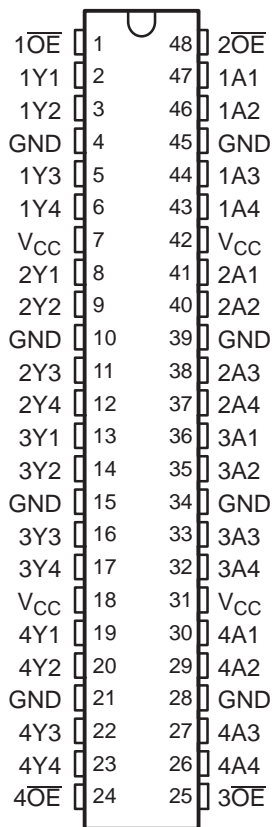 1O̅E̅ 1 48 2O̅E̅
1Y1 2 47 1A1
1Y2 3 46 1A2
GND 4 45 GND
1Y3 5 44 1A3
1Y4 6 43 1A4
VCC 7 42 VCC
2Y1 8 41 2A1
2Y2 9 40 2A2
GND 10 39 GND
2Y3 11 38 2A3
2Y4 12 37 2A4
3Y1 13 36 3A1
3Y2 14 35 3A2
GND 15 34 GND
3Y3 16 33 3A3
3Y4 17 32 3A4
VCC 18 31 VCC
4Y1 19 30 4A1
4Y2 20 29 4A2
GND 21 28 GND
4Y3 22 27 4A3
4Y4 23 26 4A4
4O̅E̅ 24 25 3O̅E̅